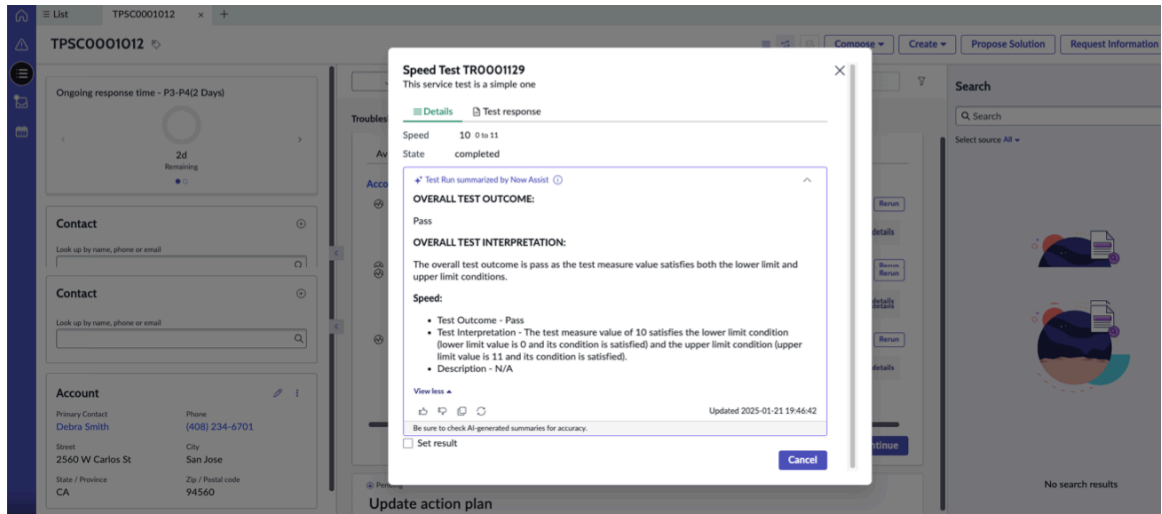 List
TPSC0001012 × +
TPSC0001012
Compose
Create
Propose Solution
Request Information
Ongoing response time - P3-P4(2 Days)
2d
Remaining
Contact
Look up by name, phone or email
Contact
Look up by name, phone or email
Account
Primary Contact
Phone
Debra Smith
(408) 234-6701
Street
City
2560 W Carlos St
San Jose
State / Province
Zip / Postal code
CA
94560
Troubles
Av
Acco
Speed Test TR0001129
This service test is a simple one
Details
Test response
Speed 10 0 to 11
State completed
Test Run summarized by Now Assist
OVERALL TEST OUTCOME:
Pass
OVERALL TEST INTERPRETATION:
The overall test outcome is pass as the test measure value satisfies both the lower limit and
upper limit conditions.
Speed:
• Test Outcome - Pass
• Test Interpretation - The test measure value of 10 satisfies the lower limit condition
(lower limit value is 0 and its condition is satisfied) and the upper limit condition (upper
limit value is 11 and its condition is satisfied).
• Description - N/A
View less
Updated 2025-01-21 19:46:42
Be sure to check AI-generated summaries for accuracy.
Set result
Cancel
Rerun
details
Rerun
Rerun
details
Rerun
details
ntinue
Update action plan
Search
Search
Select source All
No search results